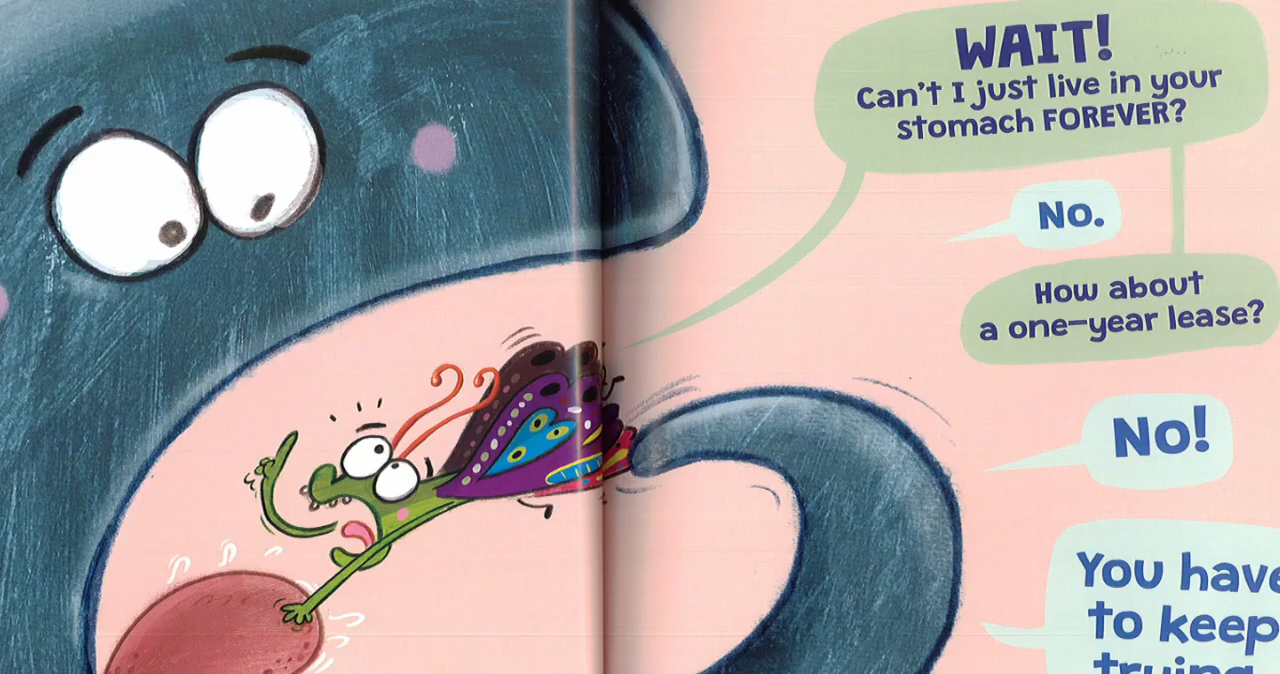 WAIT!
Can't I just live in your
stomach FOREVER?
No.
How about
a one-year lease?
No!
You have
to keep
trying